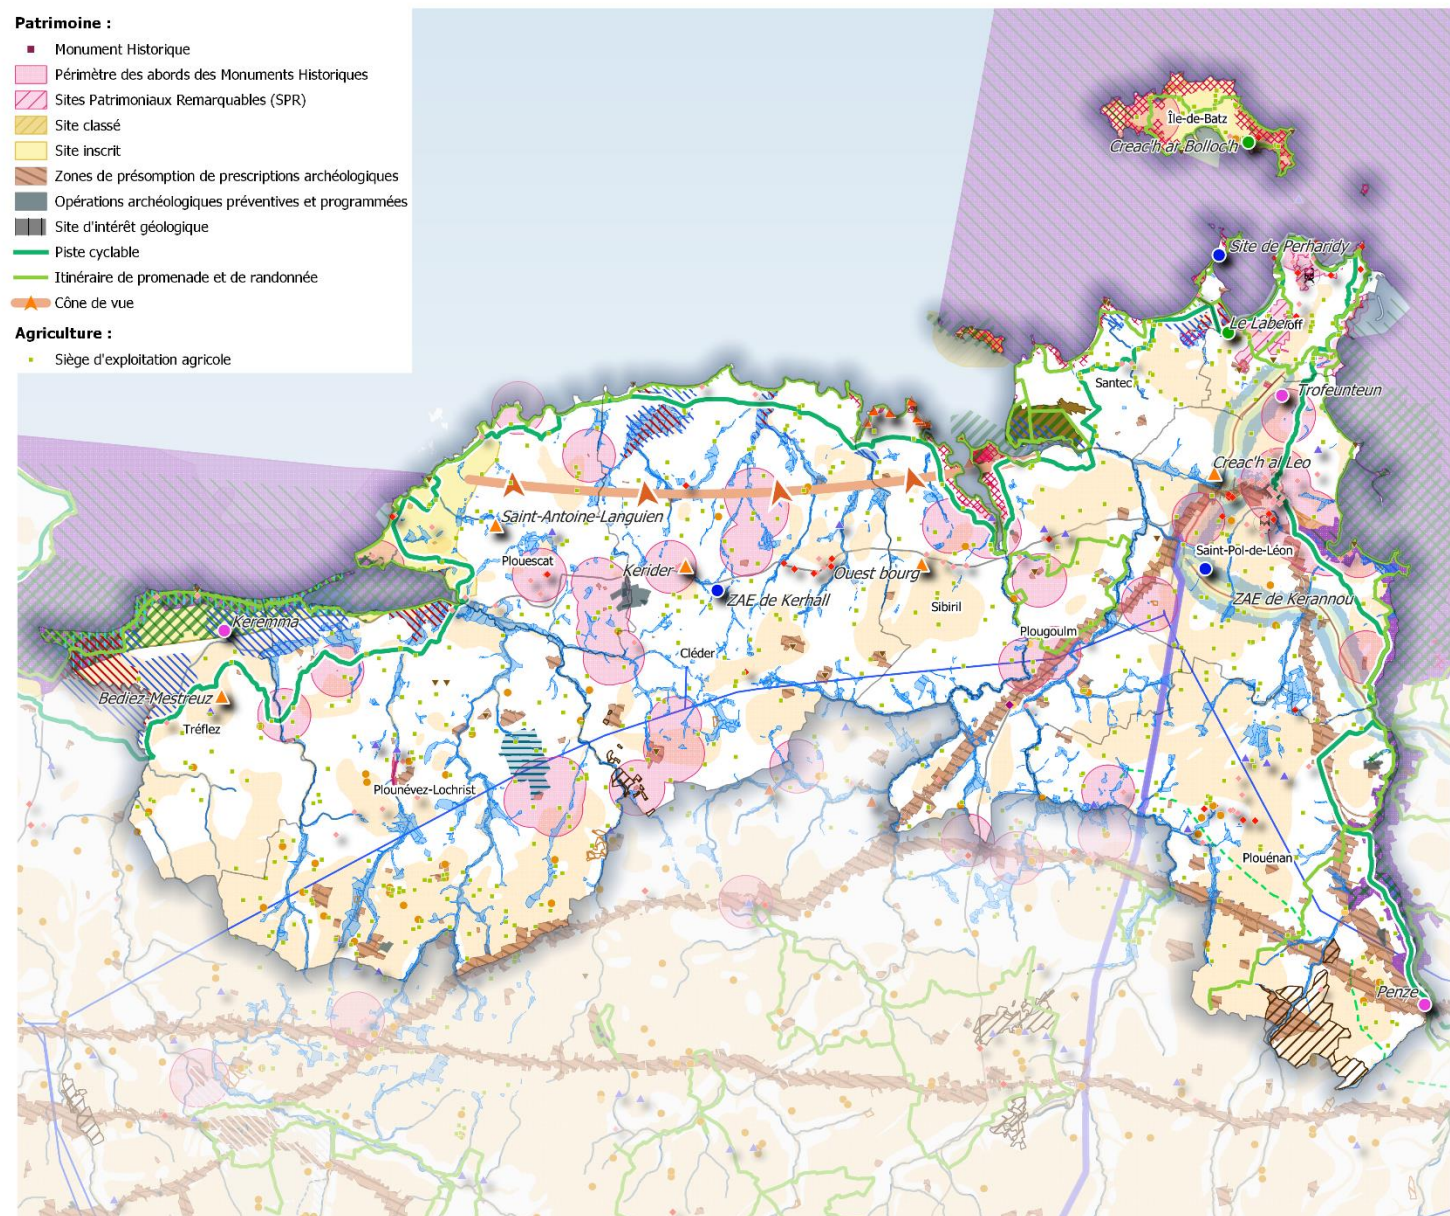 Patrimoine :
Monument Historique
Périmètre des abords des Monuments Historiques
Sites Patrimoniaux Remarquables (SPR)
Site classé
Site inscrit
Zones de présomption de prescriptions archéologiques
Opérations archéologiques préventives et programmées
Site d'intérêt géologique
Piste cyclable
Itinéraire de promenade et de randonnée
Cône de vue
Agriculture :
Siège d'exploitation agricole
Île-de-Batz
Creac'h ar Bolloc'h
Site de Perharidy
Le Laber
off
Santec
Trofeunteun
Creac'h al Leo
Saint-Antoine-Languien
Plouescat
Kerider
Ouest bourg
Saint-Pol-de-Léon
ZAE de Kerhall
Sibiril
ZAE de Kerannou
Keremma
Plougoulm
Cléder
Bediez-Mestreuz
Tréflez
Plounévez-Lochrist
Plouénan
Penze